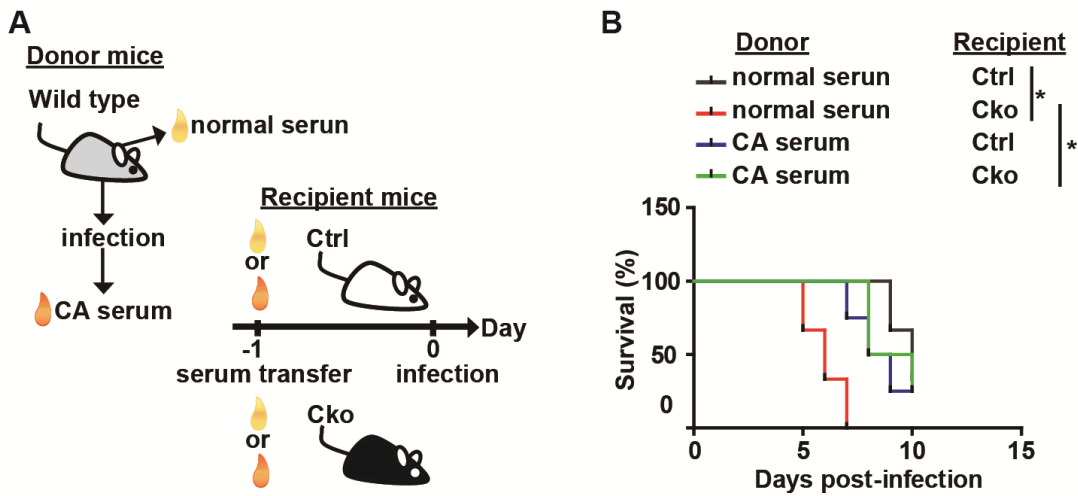 A
Donor mice
Wild type
normal serun
infection
CA serum
Recipient mice
Ctrl
or
Day
-1
0
serum transfer
infection
Cko
or
B
Donor
Recipient
normal serun
Ctrl
*
normal serun
Cko
CA serum
Ctrl
*
CA serum
Cko
150
100
50
0
Survival (%)
0
5
10
15
Days post-infection